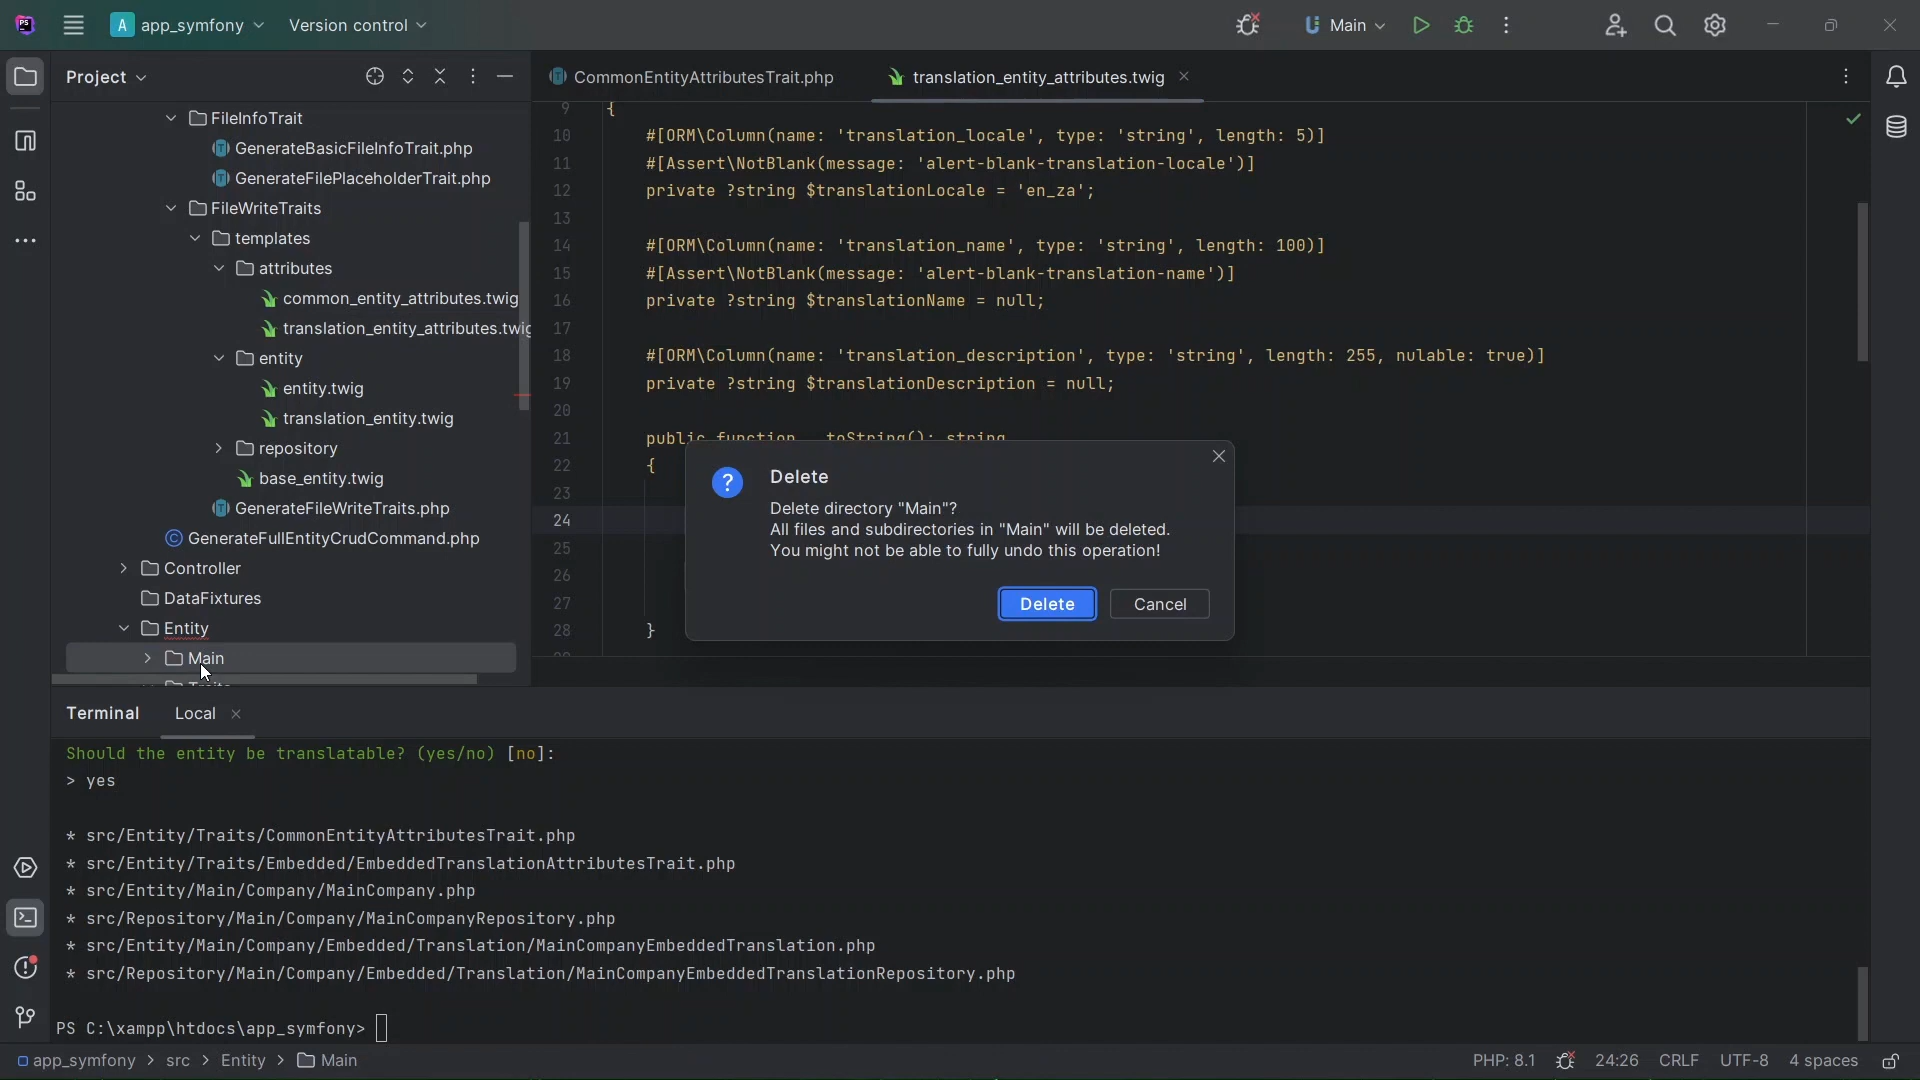 PS
A
app_symfony
Version control
Main
Project
CommonEntityAttributesTrait.php
translation_entity_attributes.twig
FileInfoTrait
GenerateBasicFileInfoTrait.php
GenerateFilePlaceholderTrait.php
FileWriteTraits
templates
attributes
common_entity_attributes.twig
translation_entity_attributes.twig
entity
entity.twig
translation_entity.twig
repository
base_entity.twig
GenerateFileWriteTraits.php
GenerateFullEntityCrudCommand.php
Controller
DataFixtures
Entity
Main
9 {
10 #[ORM\Column(name: 'translation_locale', type: 'string', length: 5)]
11 #[Assert\NotBlank(message: 'alert-blank-translation-locale')]
12 private ?string $translationLocale = 'en_za';
13
14 #[ORM\Column(name: 'translation_name', type: 'string', length: 100)]
15 #[Assert\NotBlank(message: 'alert-blank-translation-name')]
16 private ?string $translationName = null;
17
18 #[ORM\Column(name: 'translation_description', type: 'string', length: 255, nulable: true)]
19 private ?string $translationDescription = null;
20
21 public function __toString(): string
22 {
23
24
25
26
27
28 }
Delete
Delete directory "Main"?
All files and subdirectories in "Main" will be deleted.
You might not be able to fully undo this operation!
Delete
Cancel
Terminal
Local
Should the entity be translatable? (yes/no) [no]:
> yes
* src/Entity/Traits/CommonEntityAttributesTrait.php
* src/Entity/Traits/Embedded/EmbeddedTranslationAttributesTrait.php
* src/Entity/Main/Company/MainCompany.php
* src/Repository/Main/Company/MainCompanyRepository.php
* src/Entity/Main/Company/Embedded/Translation/MainCompanyEmbeddedTranslation.php
* src/Repository/Main/Company/Embedded/Translation/MainCompanyEmbeddedTranslationRepository.php
PS C:\xampp\htdocs\app_symfony>
app_symfony > src > Entity > Main
PHP: 8.1
24:26
CRLF
UTF-8
4 spaces